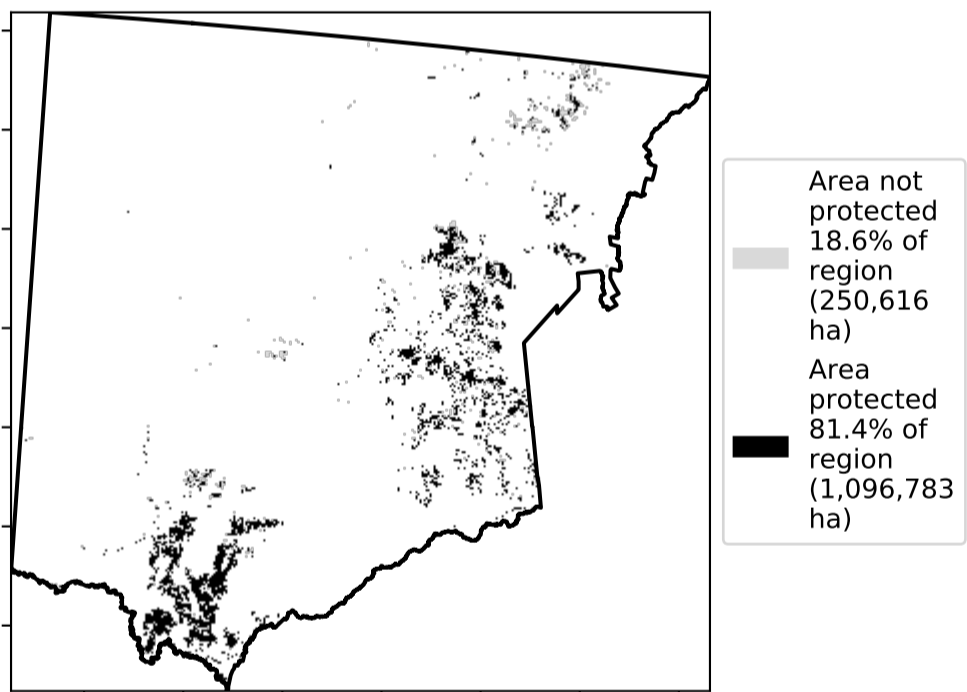 Area not
protected
18.6% of
region
(250,616
ha)
Area
protected
81.4% of
region
(1,096,783
ha)